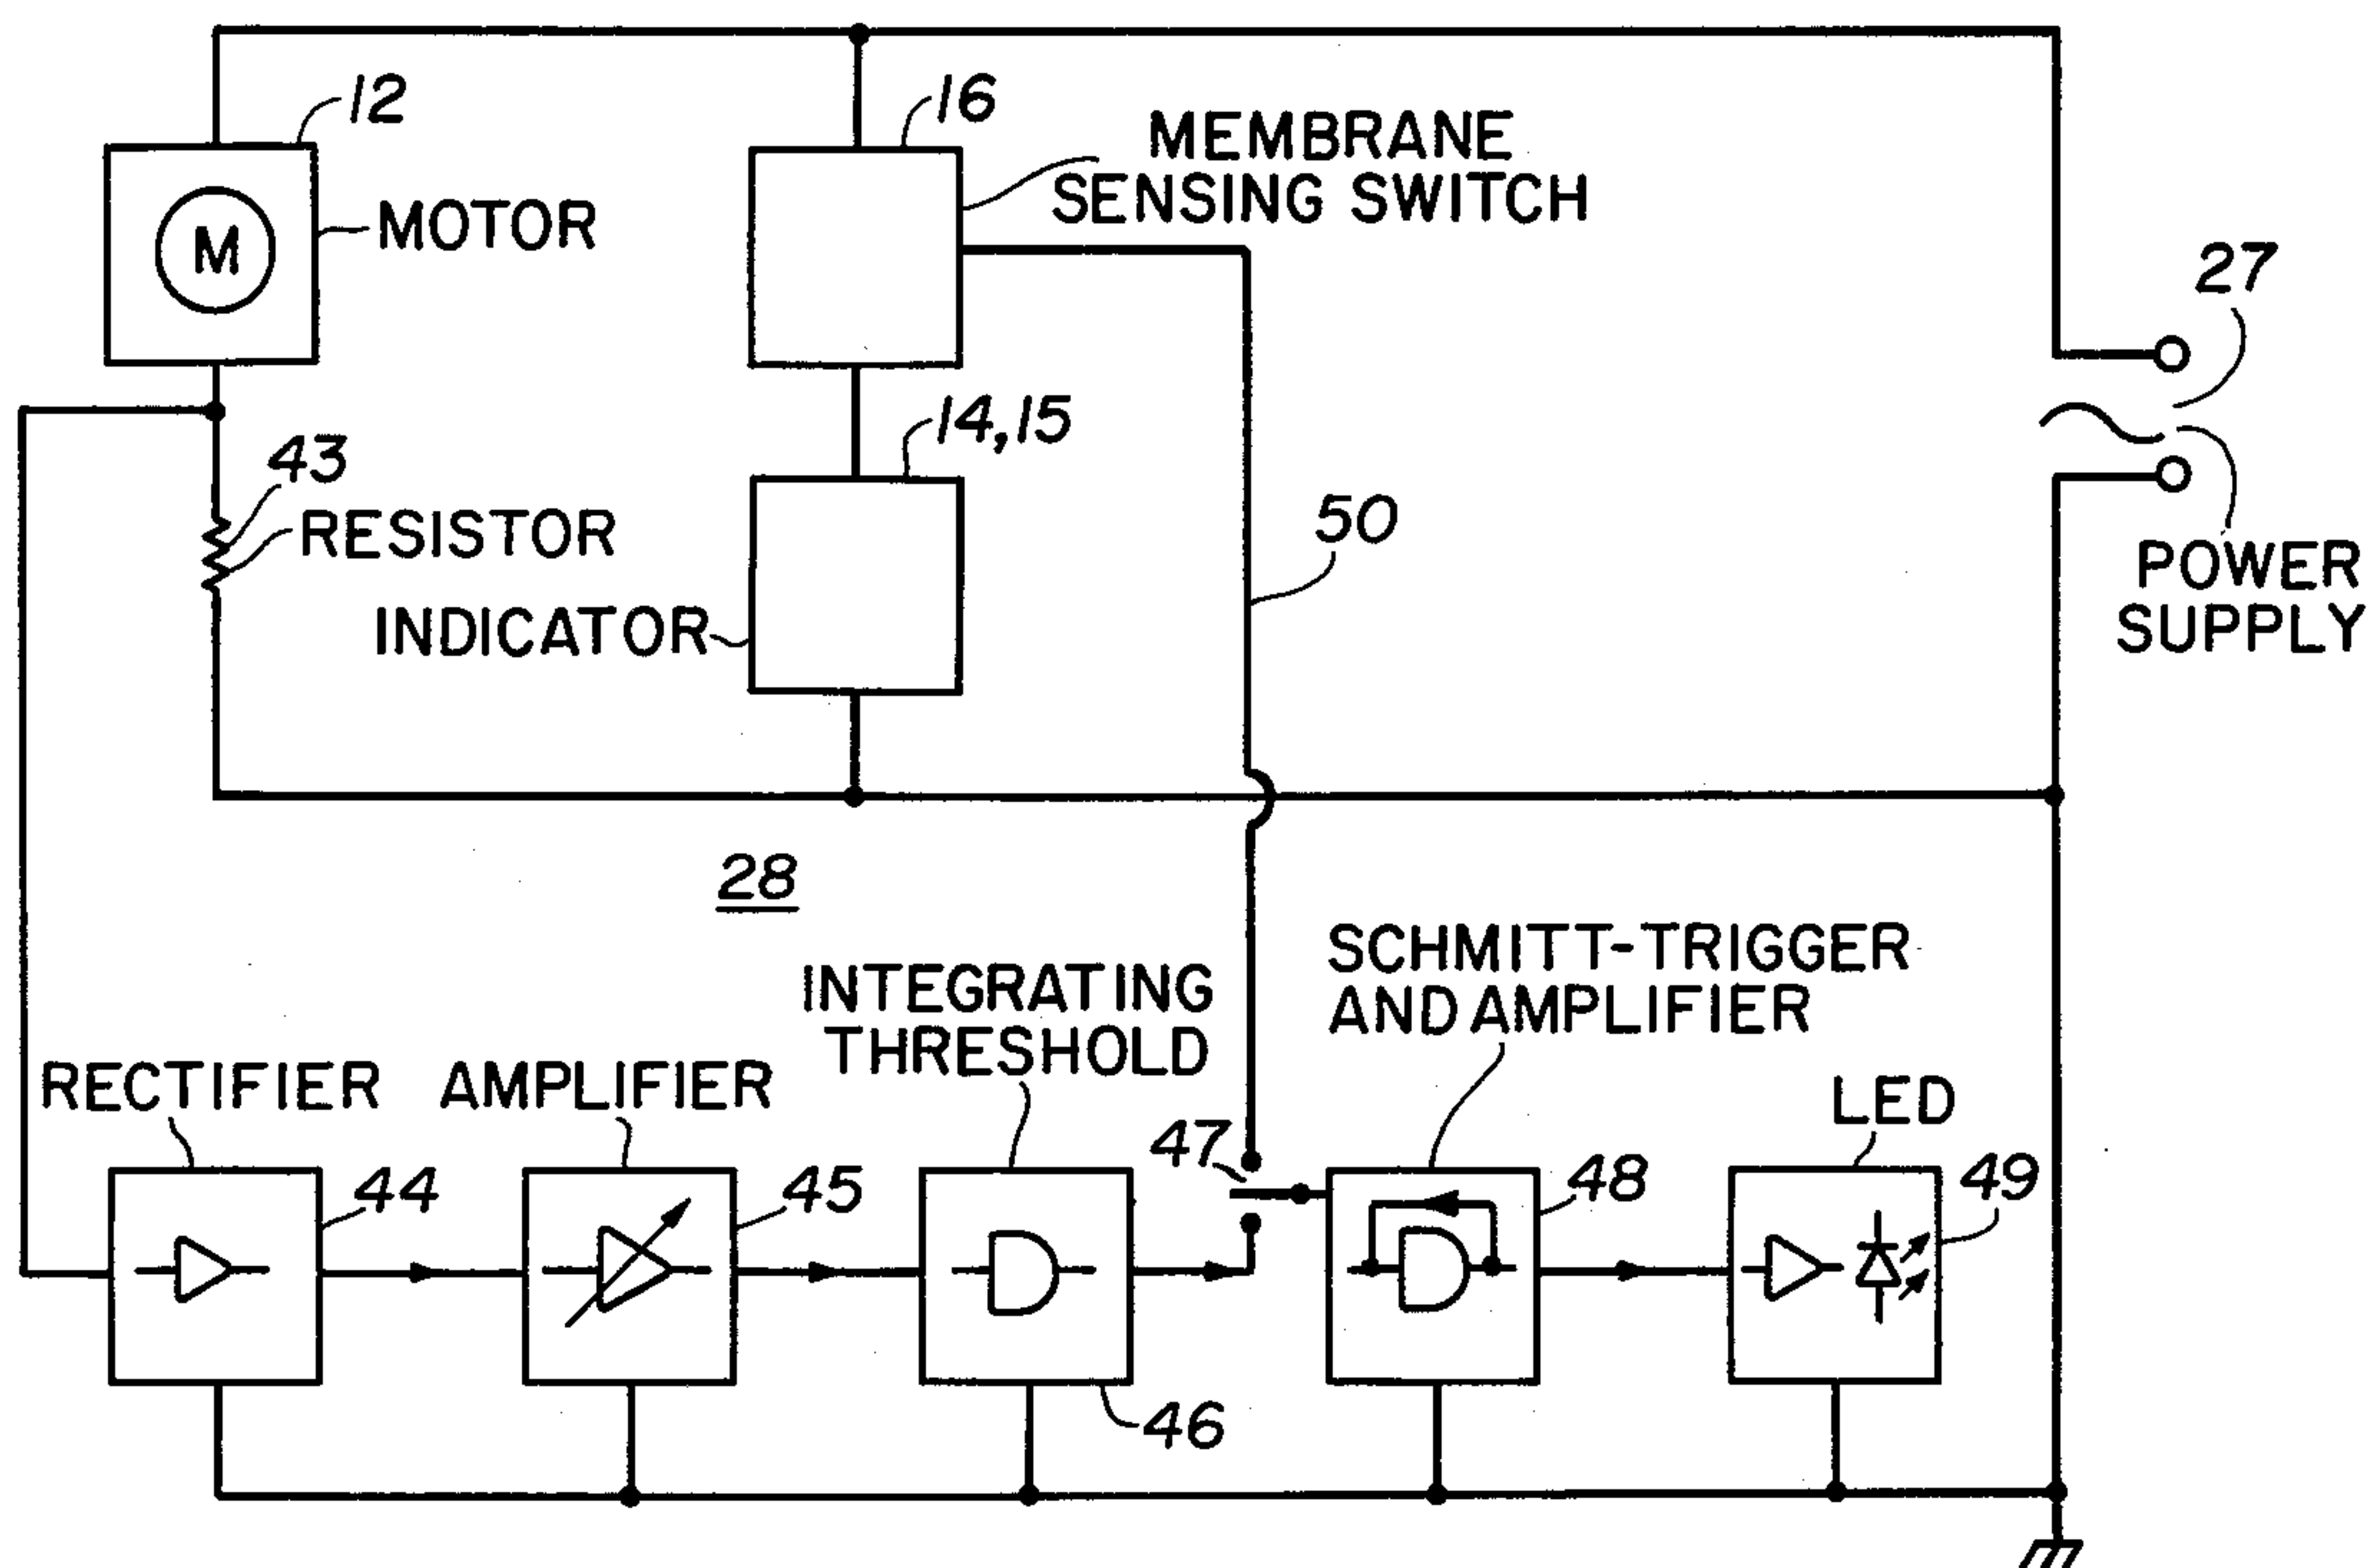 12
16
MEMBRANE
SENSING SWITCH
M
MOTOR
27
14,15
43
RESISTOR
50
INDICATOR
POWER
SUPPLY
28
SCHMITT-TRIGGER
AND AMPLIFIER
INTEGRATING
THRESHOLD
RECTIFIER
AMPLIFIER
LED
47
44
45
48
49
46